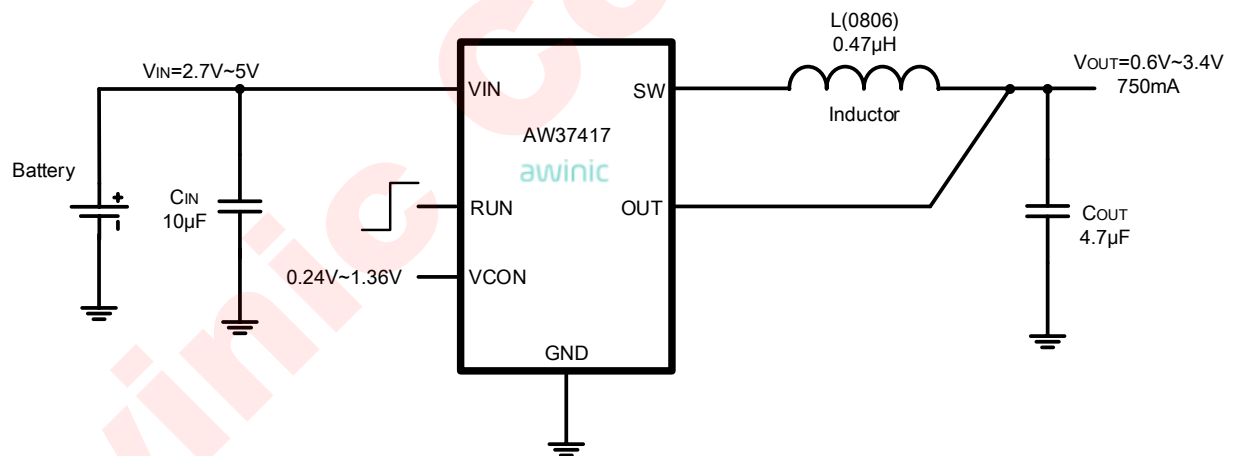 L(0806)
0.47µH
VIN=2.7V~5V
VOUT=0.6V~3.4V
750mA
VIN
SW
Inductor
AW37417
awinic
Battery
+
CIN
10µF
RUN
OUT
COUT
4.7µF
0.24V~1.36V
VCON
GND